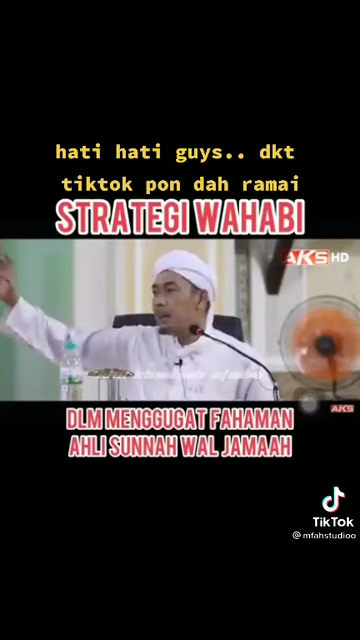 hati hati guys.. dkt
tiktok pon dah ramai
STRATEGI WAHABI
AKS HD
DLM MENGGUGAT FAHAMAN
AHLI SUNNAH WAL JAMAAH
AKS
TikTok
@mfahstudioo